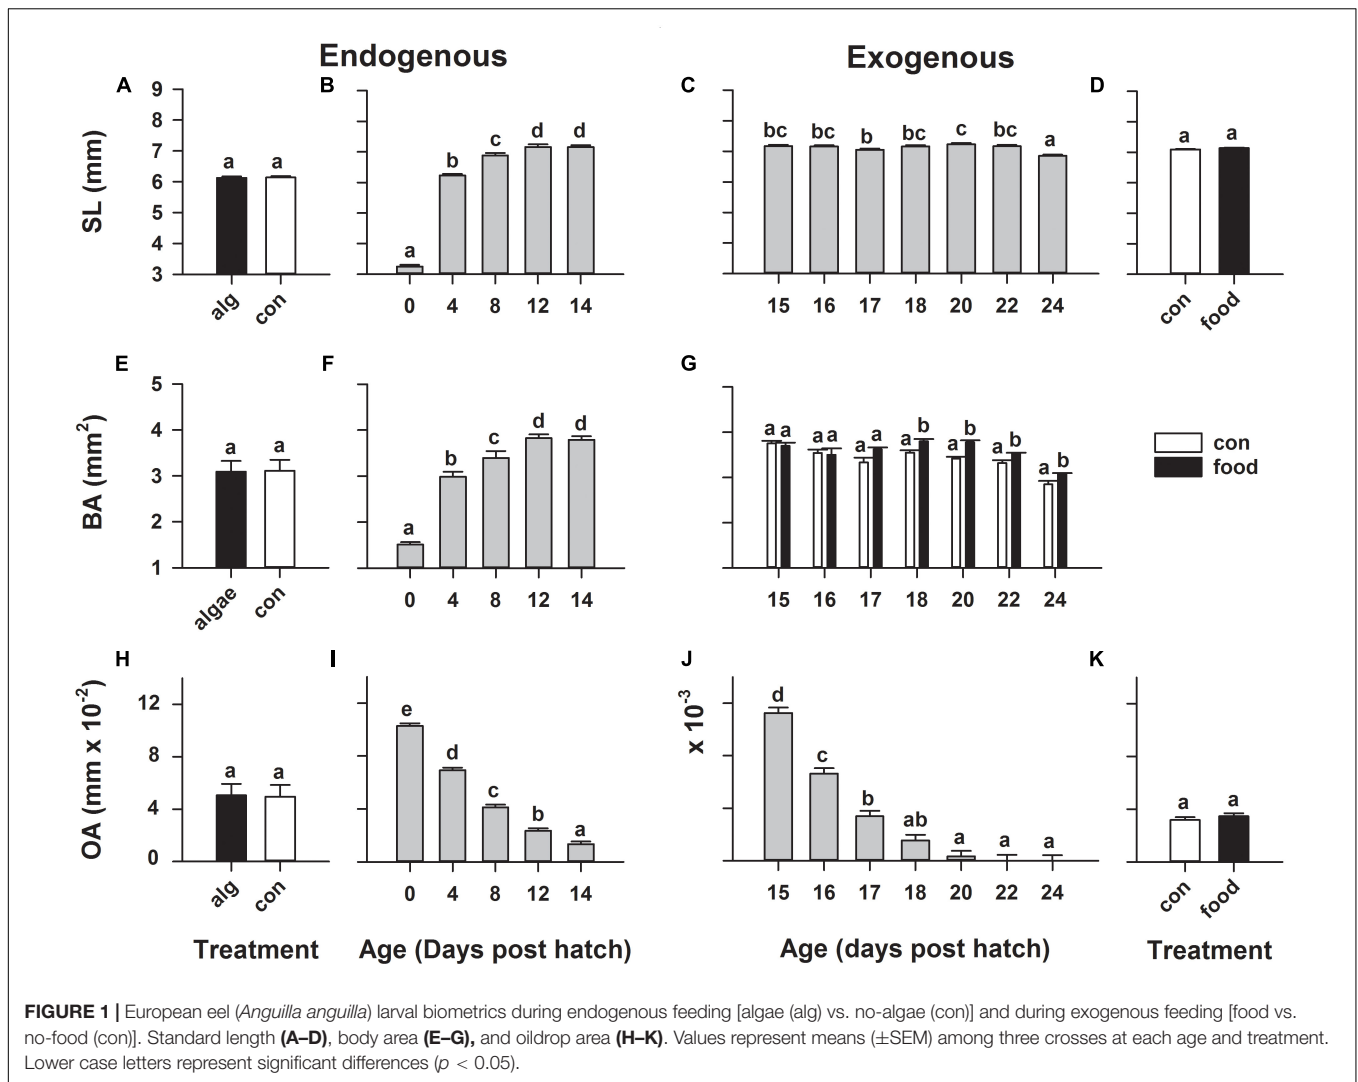 Endogenous
Exogenous
A
B
C
D
SL (mm)
9
8
7
6
5
4
3
a a
a b c d d
bc bc b bc c bc a
a a
alg con
0 4 8 12 14
15 16 17 18 20 22 24
con food
E
F
G
BA (mm²)
5
4
3
2
1
a a
a b c d d
a a a a a a a b a b a b a b
con
food
algae con
0 4 8 12 14
15 16 17 18 20 22 24
H
I
J
K
OA (mm x 10⁻²)
x 10⁻³
12
8
4
0
a a
e d c b a
d c b ab a a a
a a
alg con
0 4 8 12 14
15 16 17 18 20 22 24
con food
Treatment
Age (Days post hatch)
Age (days post hatch)
Treatment
FIGURE 1 | European eel (Anguilla anguilla) larval biometrics during endogenous feeding [algae (alg) vs. no-algae (con)] and during exogenous feeding [food vs.
no-food (con)]. Standard length (A–D), body area (E–G), and oildrop area (H–K). Values represent means (±SEM) among three crosses at each age and treatment.
Lower case letters represent significant differences (p < 0.05).